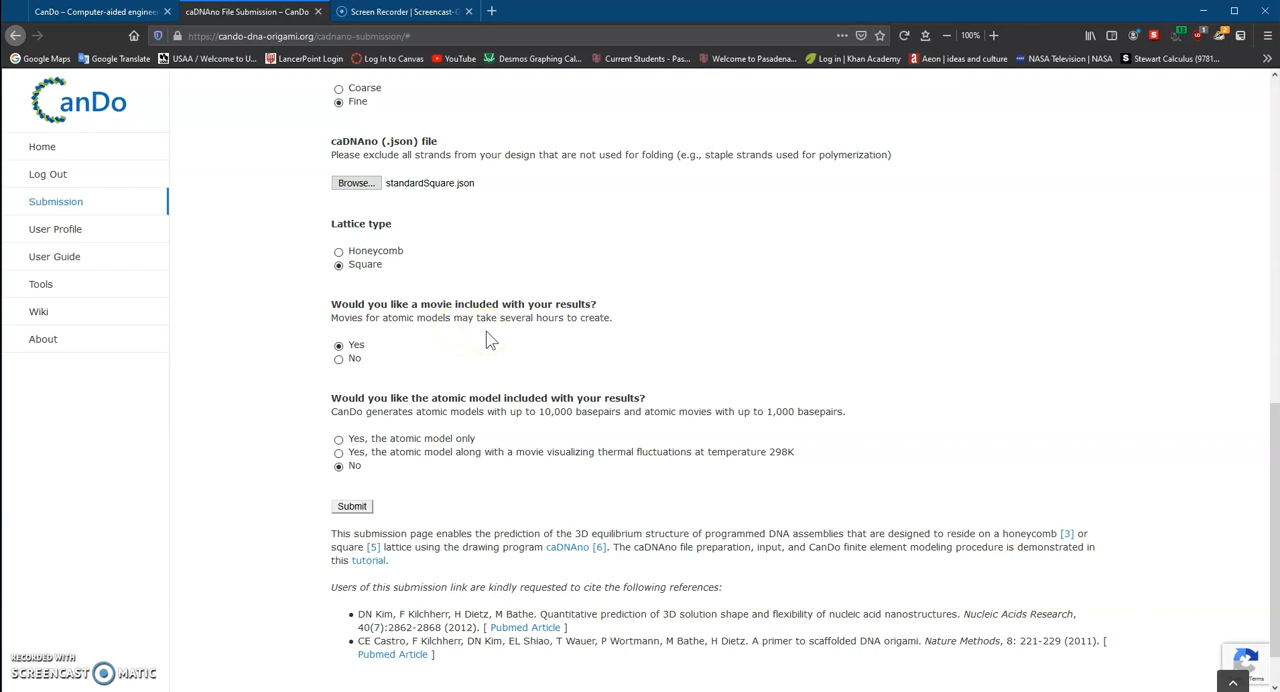 CanDo – Computer-aided engineer
caDNAno File Submission – CanDo
Screen Recorder | Screencast-O
https://cando-dna-origami.org/cadnano-submission/#
100%
Google Maps
Google Translate
USAA / Welcome to U...
LancerPoint Login
Log In to Canvas
YouTube
Desmos Graphing Cal...
Current Students - Pas...
Welcome to Pasadena...
Log in | Khan Academy
Aeon | ideas and culture
NASA Television | NASA
Stewart Calculus (9781...
CanDo
Home
Log Out
Submission
User Profile
User Guide
Tools
Wiki
About
Coarse
Fine
caDNAno (.json) file
Please exclude all strands from your design that are not used for folding (e.g., staple strands used for polymerization)
Browse... standardSquare.json
Lattice type
Honeycomb
Square
Would you like a movie included with your results?
Movies for atomic models may take several hours to create.
Yes
No
Would you like the atomic model included with your results?
CanDo generates atomic models with up to 10,000 basepairs and atomic movies with up to 1,000 basepairs.
Yes, the atomic model only
Yes, the atomic model along with a movie visualizing thermal fluctuations at temperature 298K
No
Submit
This submission page enables the prediction of the 3D equilibrium structure of programmed DNA assemblies that are designed to reside on a honeycomb [3] or
square [5] lattice using the drawing program caDNAno [6]. The caDNAno file preparation, input, and CanDo finite element modeling procedure is demonstrated in
this tutorial.
Users of this submission link are kindly requested to cite the following references:
• DN Kim, F Kilchherr, H Dietz, M Bathe. Quantitative prediction of 3D solution shape and flexibility of nucleic acid nanostructures. Nucleic Acids Research,
40(7):2862-2868 (2012). [ Pubmed Article ]
• CE Castro, F Kilchherr, DN Kim, EL Shiao, T Wauer, P Wortmann, M Bathe, H Dietz. A primer to scaffolded DNA origami. Nature Methods, 8: 221-229 (2011). [
Pubmed Article ]
RECORDED WITH
SCREENCAST MATIC
Terms